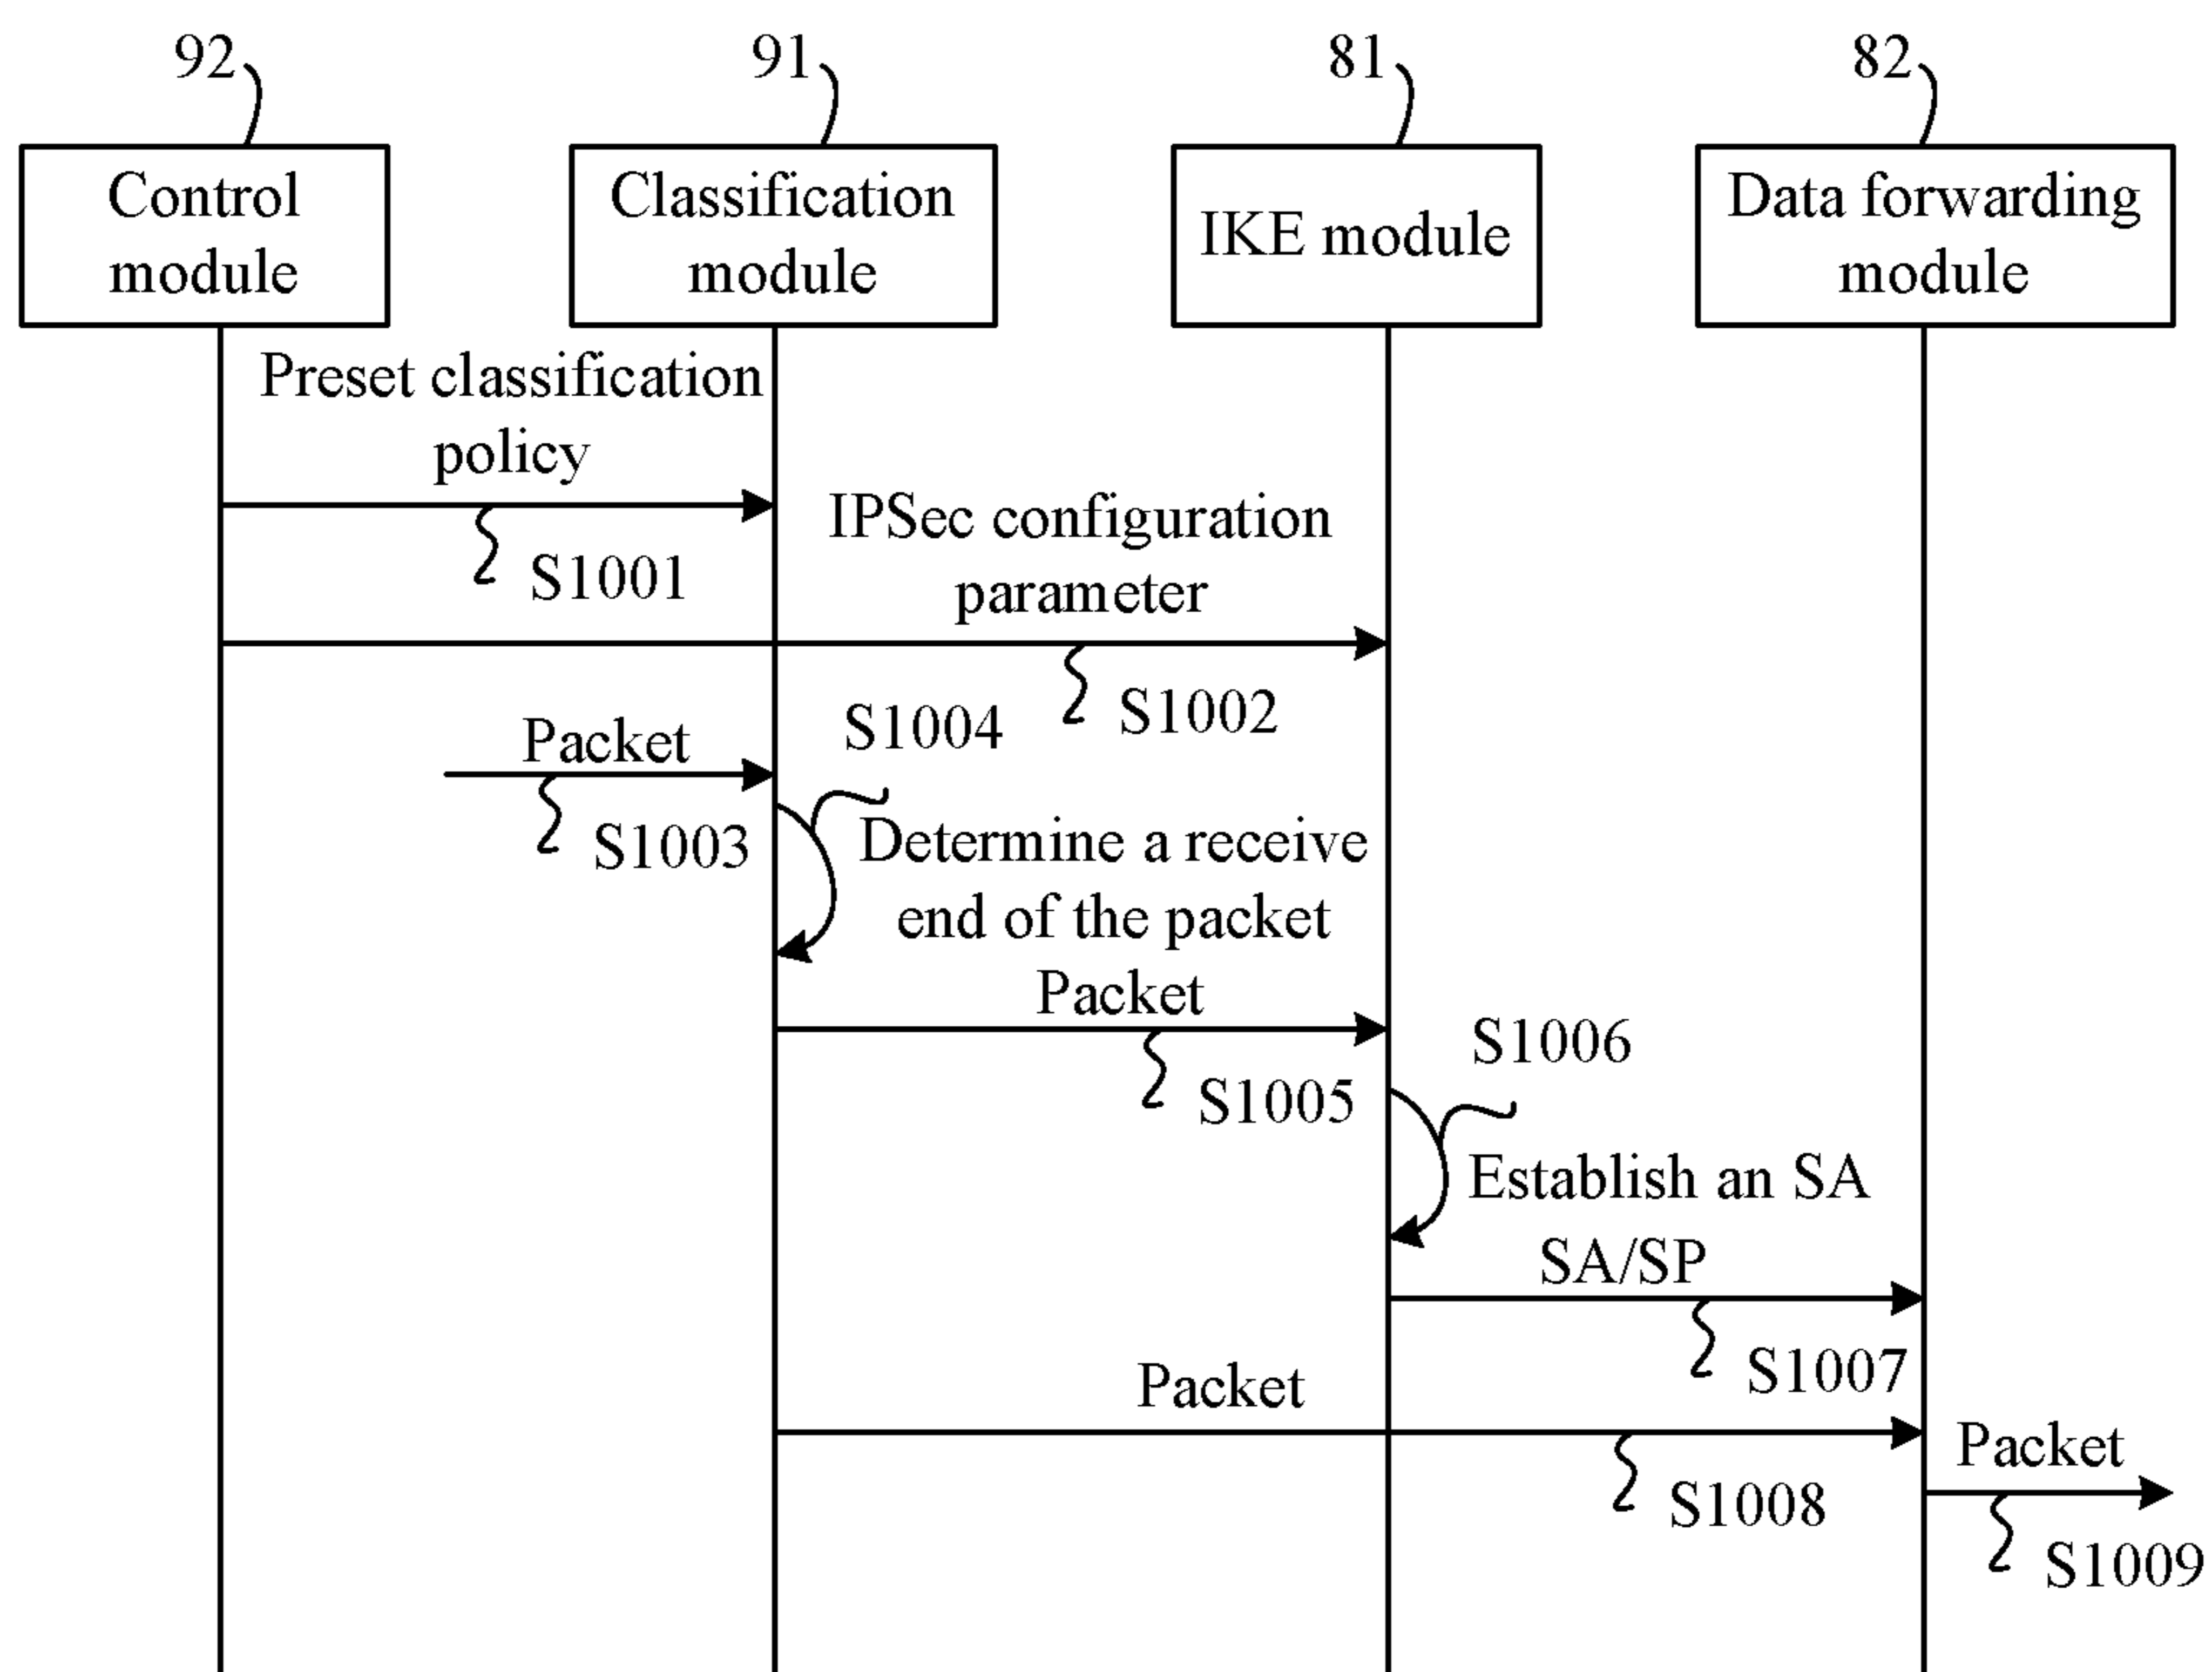 92
91
81
82
Control
module
Classification
module
IKE module
Data forwarding
module
Preset classification
policy
S1001
IPSec configuration
parameter
S1002
Packet
S1003
S1004
Determine a receive
end of the packet
Packet
S1005
S1006
Establish an SA
SA/SP
S1007
Packet
S1008
Packet
S1009